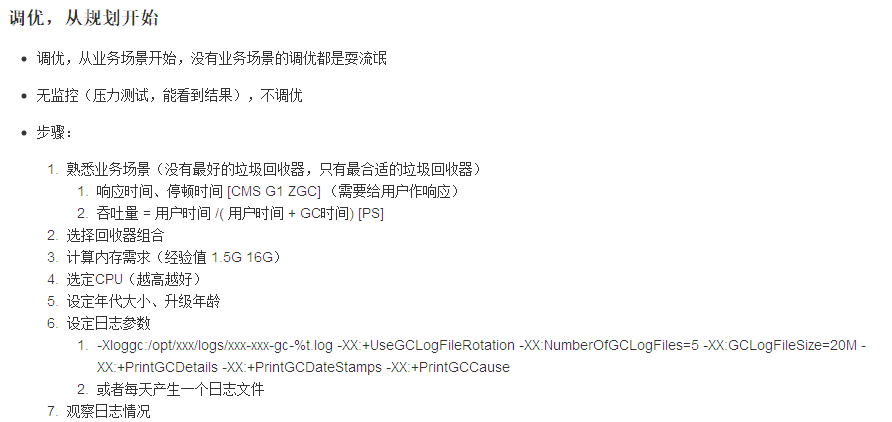 调优，从规划开始
• 调优，从业务场景开始，没有业务场景的调优都是耍流氓
• 无监控（压力测试，能看到结果），不调优
• 步骤：
1. 熟悉业务场景（没有最好的垃圾回收器，只有最合适的垃圾回收器）
1. 响应时间、停顿时间 [CMS G1 ZGC] （需要给用户作响应）
2. 吞吐量 = 用户时间 /( 用户时间 + GC时间) [PS]
2. 选择回收器组合
3. 计算内存需求（经验值 1.5G 16G）
4. 选定CPU（越高越好）
5. 设定年代大小、升级年龄
6. 设定日志参数
1. -Xloggc:/opt/xxx/logs/xxx-xxx-gc-%t.log -XX:+UseGCLogFileRotation -XX:NumberOfGCLogFiles=5 -XX:GCLogFileSize=20M -
XX:+PrintGCDetails -XX:+PrintGCDateStamps -XX:+PrintGCCause
2. 或者每天产生一个日志文件
7. 观察日志情况